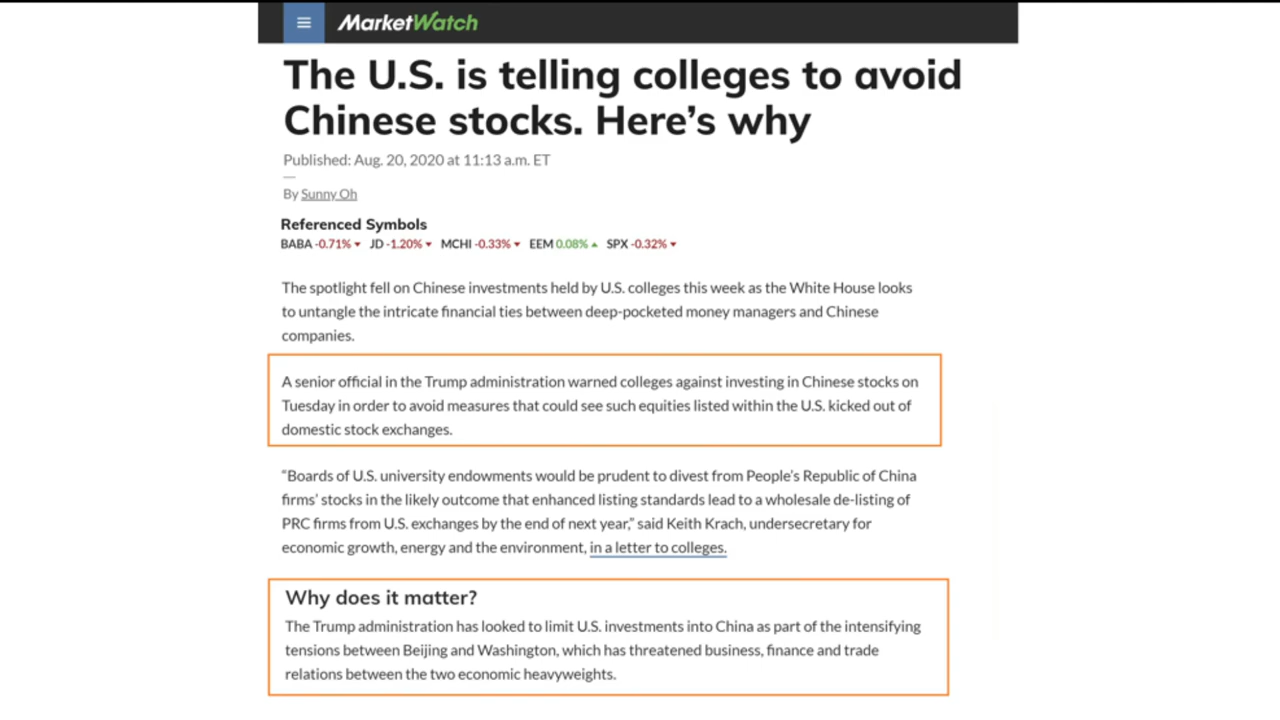 MarketWatch
The U.S. is telling colleges to avoid
Chinese stocks. Here’s why
Published: Aug. 20, 2020 at 11:13 a.m. ET
By Sunny Oh
Referenced Symbols
BABA -0.71% JD -1.20% MCHI -0.33% EEM 0.08% SPX -0.32%
The spotlight fell on Chinese investments held by U.S. colleges this week as the White House looks
to untangle the intricate financial ties between deep-pocketed money managers and Chinese
companies.
A senior official in the Trump administration warned colleges against investing in Chinese stocks on
Tuesday in order to avoid measures that could see such equities listed within the U.S. kicked out of
domestic stock exchanges.
“Boards of U.S. university endowments would be prudent to divest from People’s Republic of China
firms’ stocks in the likely outcome that enhanced listing standards lead to a wholesale de-listing of
PRC firms from U.S. exchanges by the end of next year,” said Keith Krach, undersecretary for
economic growth, energy and the environment, in a letter to colleges.
Why does it matter?
The Trump administration has looked to limit U.S. investments into China as part of the intensifying
tensions between Beijing and Washington, which has threatened business, finance and trade
relations between the two economic heavyweights.